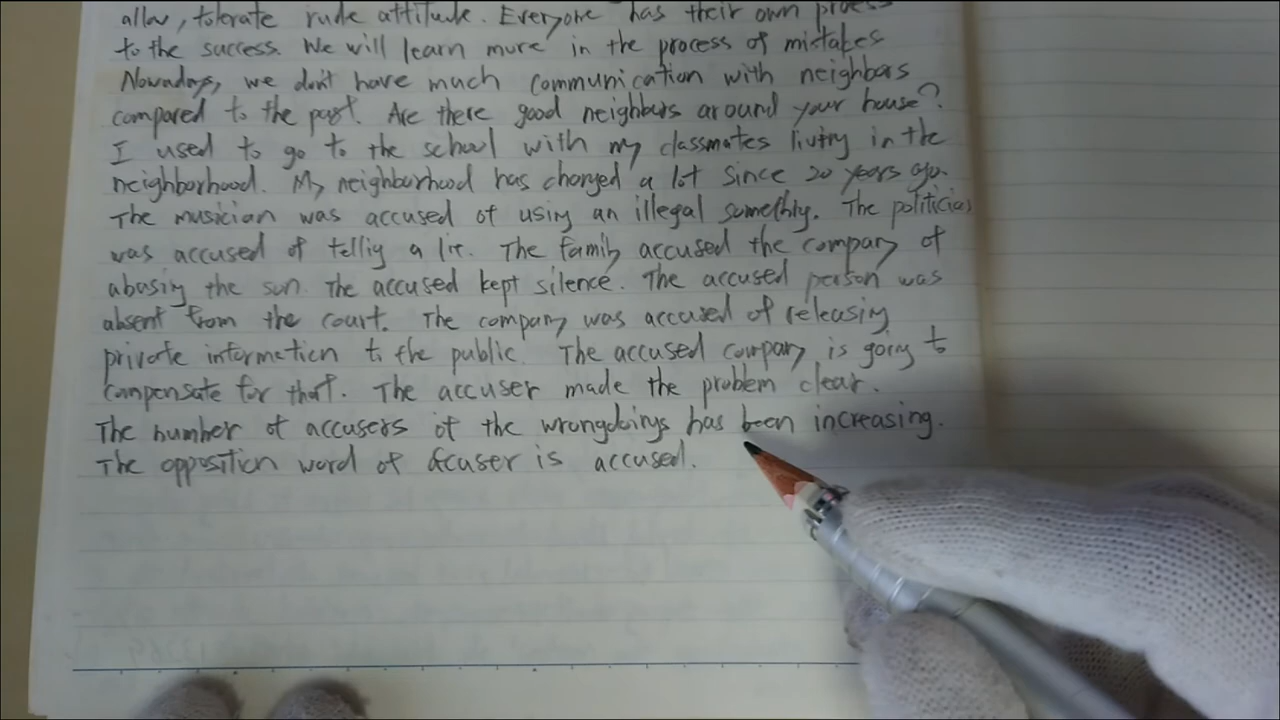 allow, tolerate rude attitude. Everyone has their own process
to the success. We will learn more in the process of mistakes
Nowadays, we don't have much communication with neighbors
compared to the past. Are there good neighbors around your house?
I used to go to the school with my classmates living in the
neighborhood. My neighborhood has changed a lot since 20 years ago.
The musician was accused of using an illegal something. The politician
was accused of telling a lie. The family accused the company of
abusing the son. The accused kept silence. The accused person was
absent from the court. The company was accused of releasing
private information to the public. The accused company is going to
compensate for that. The accuser made the problem clear.
The number of accusers of the wrongdoings has been increasing.
The opposition word of accuser is accused.